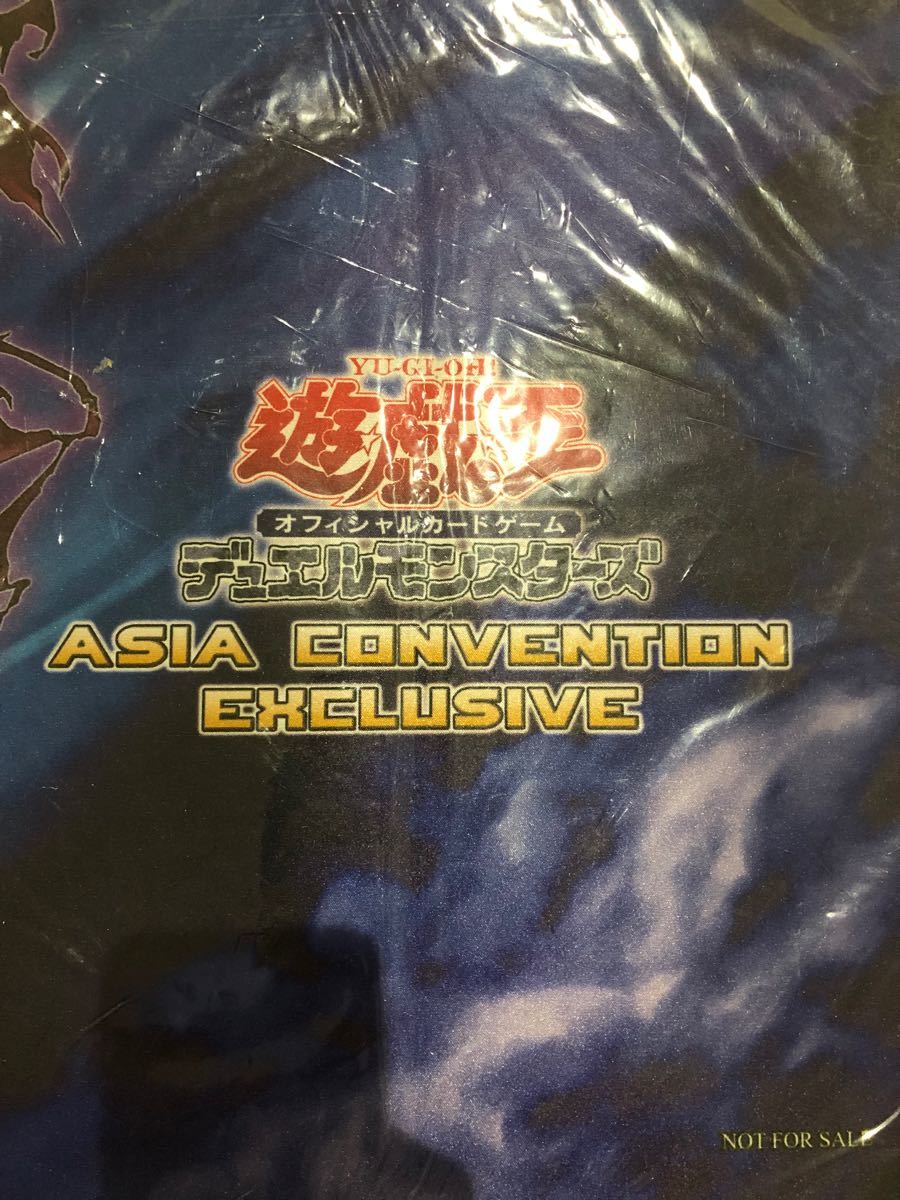 YU-GI-OH!
遊戯王
オフィシャルカードゲーム
デュエルモンスターズ
ASIA CONVENTION
EXCLUSIVE
NOT FOR SALE